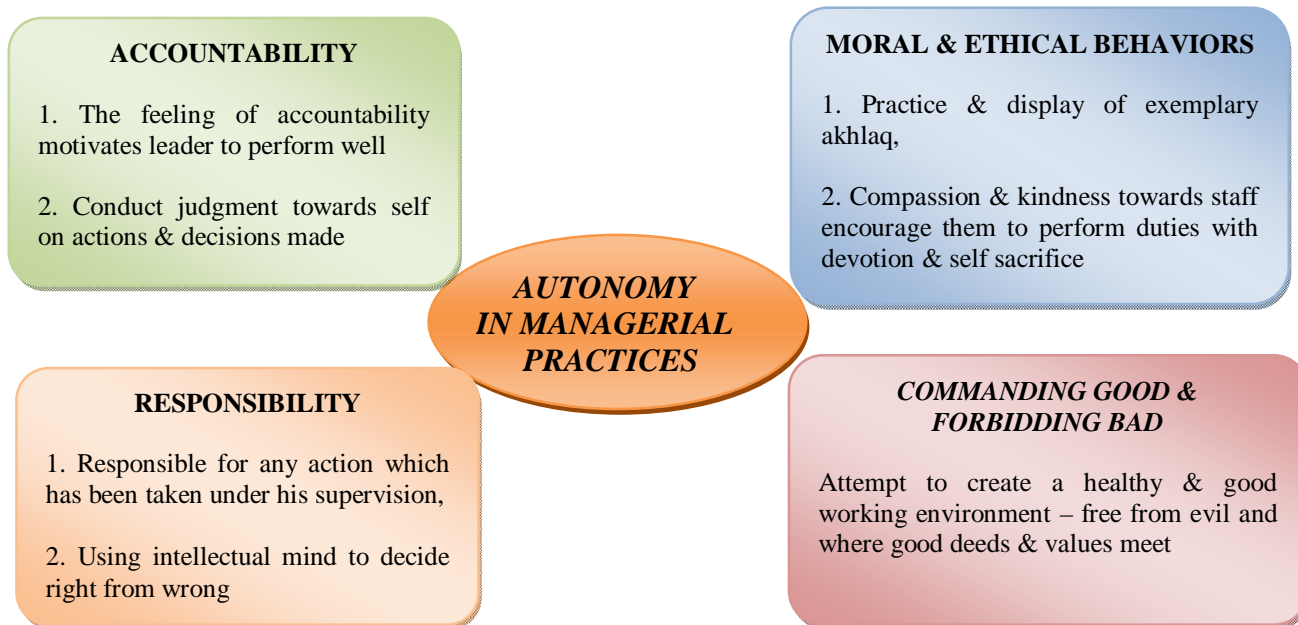 ACCOUNTABILITY
1. The feeling of accountability
motivates leader to perform well
2. Conduct judgment towards self
on actions & decisions made
MORAL & ETHICAL BEHAVIORS
1. Practice & display of exemplary
akhlaq,
2. Compassion & kindness towards staff
encourage them to perform duties with
devotion & self sacrifice
AUTONOMY
IN MANAGERIAL
PRACTICES
RESPONSIBILITY
1. Responsible for any action which
has been taken under his supervision,
2. Using intellectual mind to decide
right from wrong
COMMANDING GOOD &
FORBIDDING BAD
Attempt to create a healthy & good
working environment – free from evil and
where good deeds & values meet